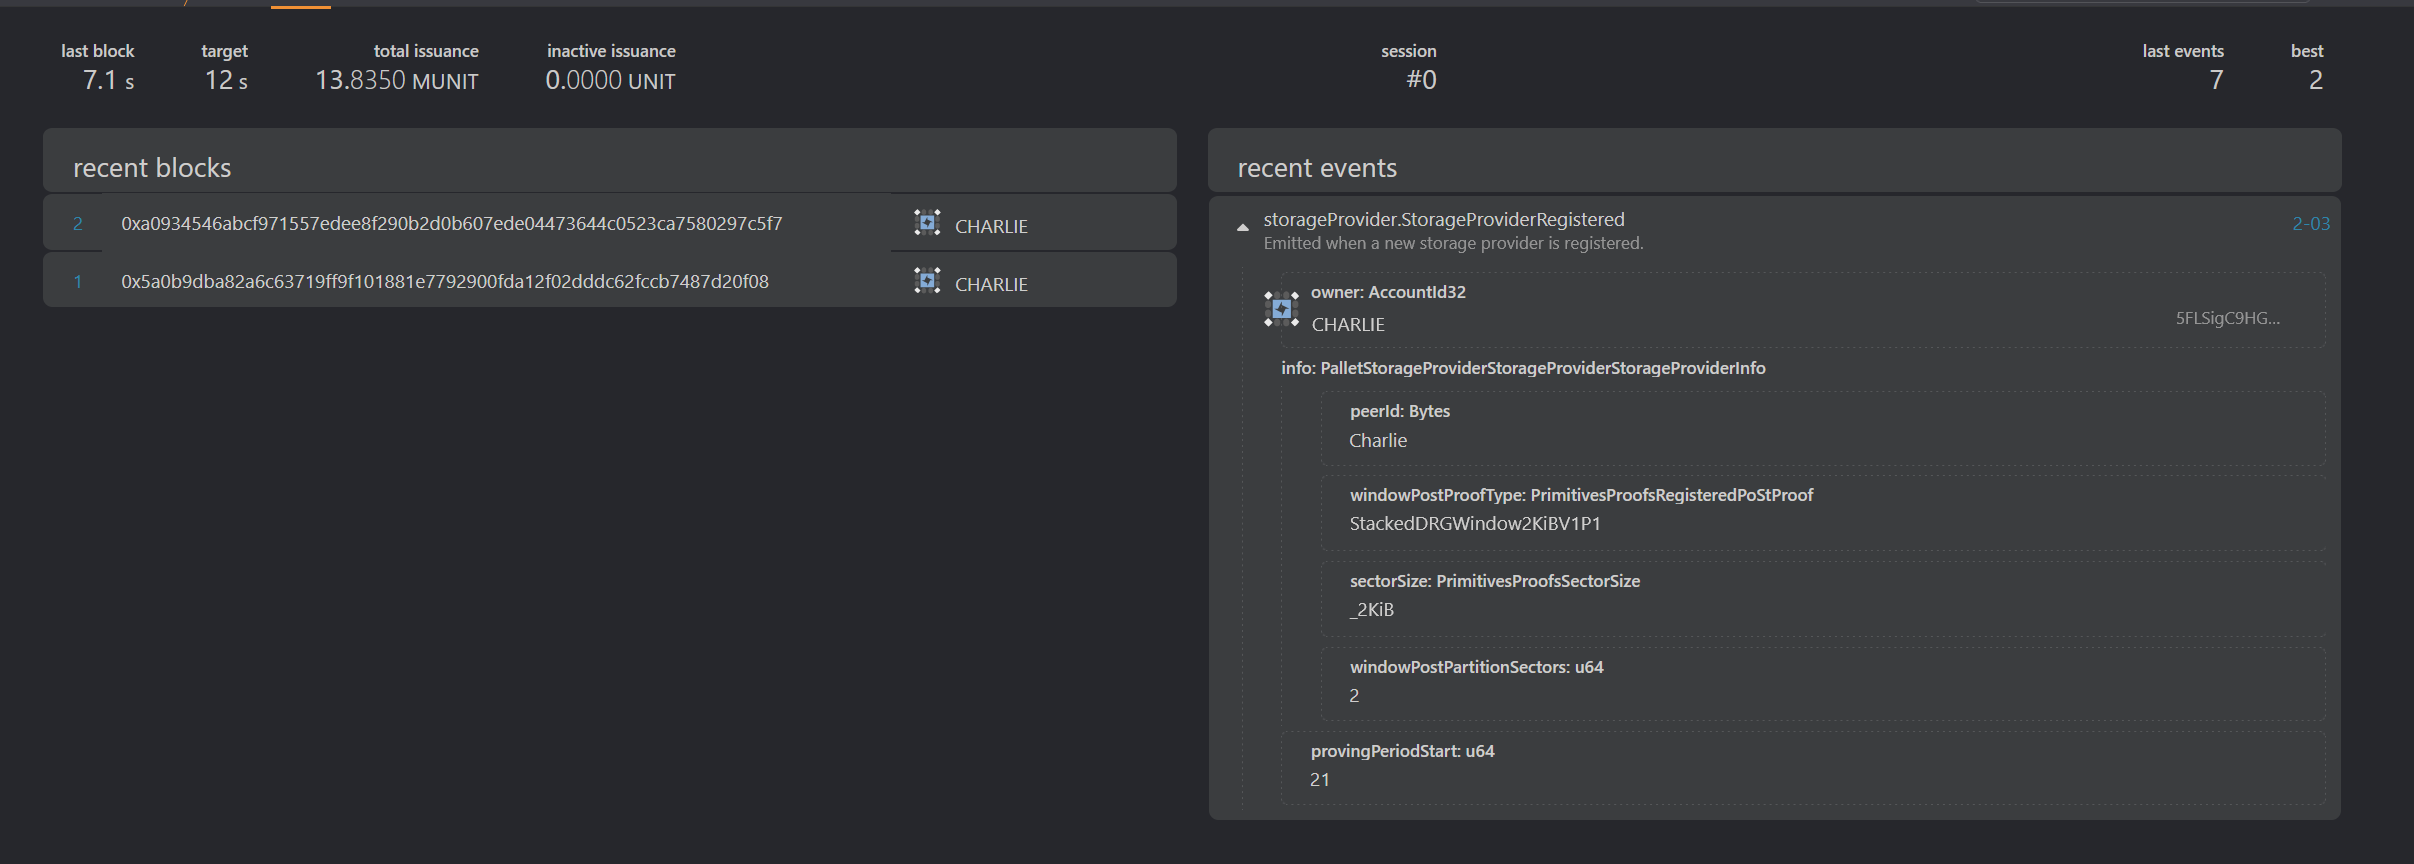 last block
7.1 s
target
12 s
total issuance
13.8350 MUNIT
inactive issuance
0.0000 UNIT
session
#0
last events
7
best
2
recent blocks
2 0xa0934546abcf971557edee8f290b2d0b607ede04473644c0523ca7580297c5f7 CHARLIE
1 0x5a0b9dba82a6c63719ff9f101881e7792900fda12f02dddc62fccb7487d20f08 CHARLIE
recent events
storageProvider.StorageProviderRegistered 2-03
Emitted when a new storage provider is registered.
owner: AccountId32
CHARLIE 5FLSigC9HG...
info: PalletStorageProviderStorageProviderStorageProviderInfo
peerId: Bytes
Charlie
windowPostProofType: PrimitivesProofsRegisteredPoStProof
StackedDRGWindow2KiBV1P1
sectorSize: PrimitivesProofsSectorSize
_2KiB
windowPostPartitionSectors: u64
2
provingPeriodStart: u64
21